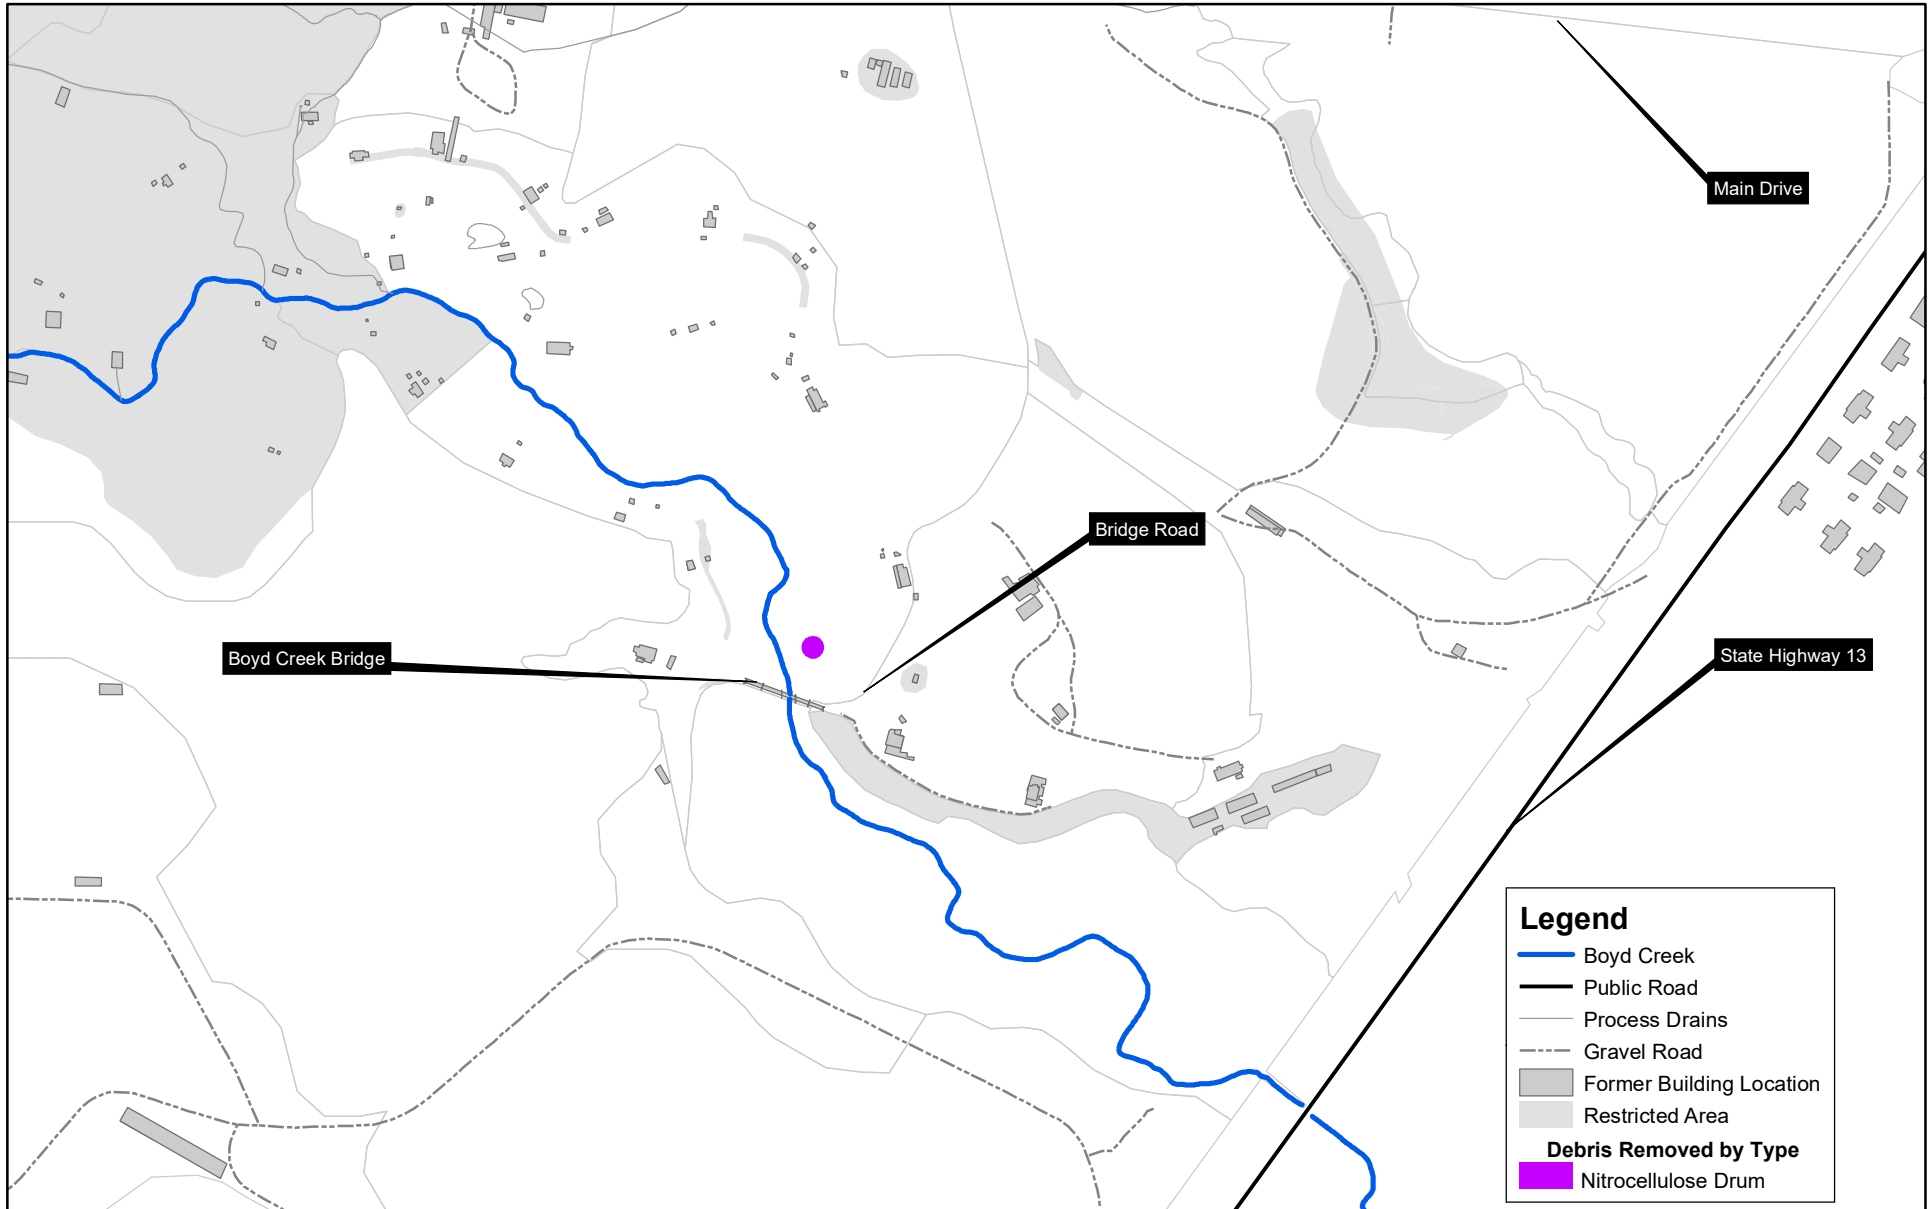 Main Drive
Bridge Road
Boyd Creek Bridge
State Highway 13
Legend
Boyd Creek
Public Road
Process Drains
Gravel Road
Former Building Location
Restricted Area
Debris Removed by Type
Nitrocellulose Drum